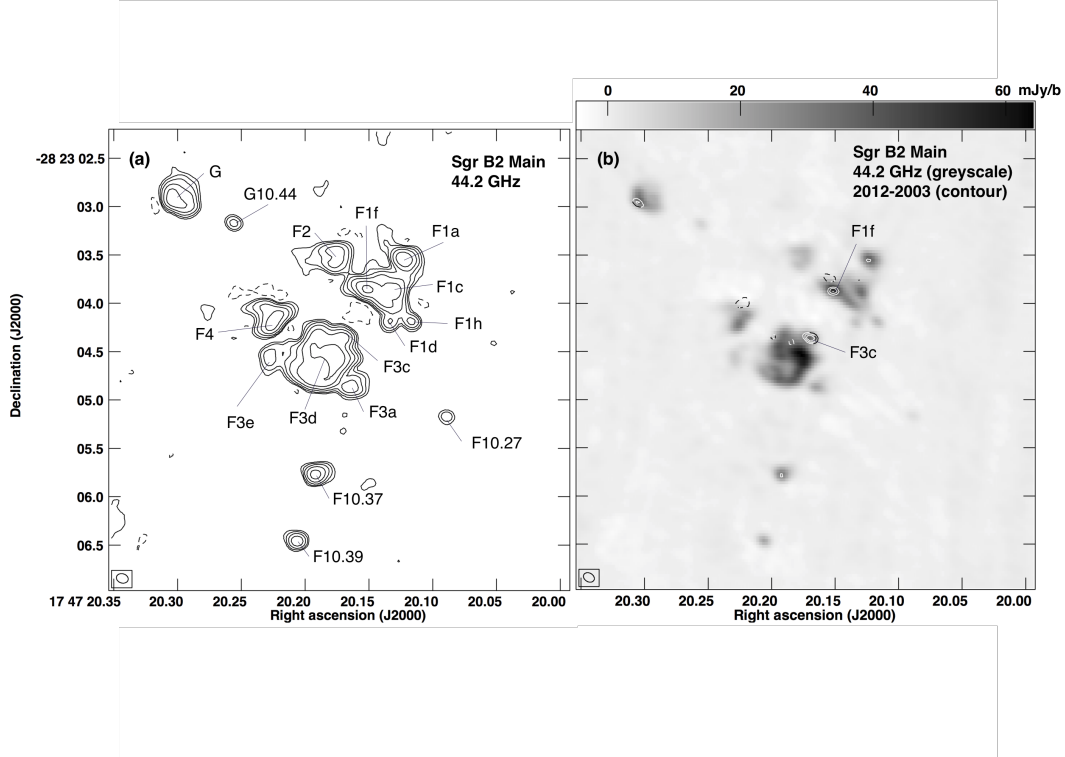 0 20 40 60 mJy/b
(a) Sgr B2 Main
44.2 GHz
-28 23 02.5
03.0
03.5
04.0
04.5
05.0
05.5
06.0
06.5
Declination (J2000)
G
G10.44
F1f
F2
F1a
F1c
F1h
F1d
F4
F3c
F3e
F3d
F3a
F10.27
F10.37
F10.39
17 47 20.35 20.30 20.25 20.20 20.15 20.10 20.05 20.00
Right ascension (J2000)
(b) Sgr B2 Main
44.2 GHz (greyscale)
2012-2003 (contour)
F1f
F3c
20.30 20.25 20.20 20.15 20.10 20.05 20.00
Right ascension (J2000)